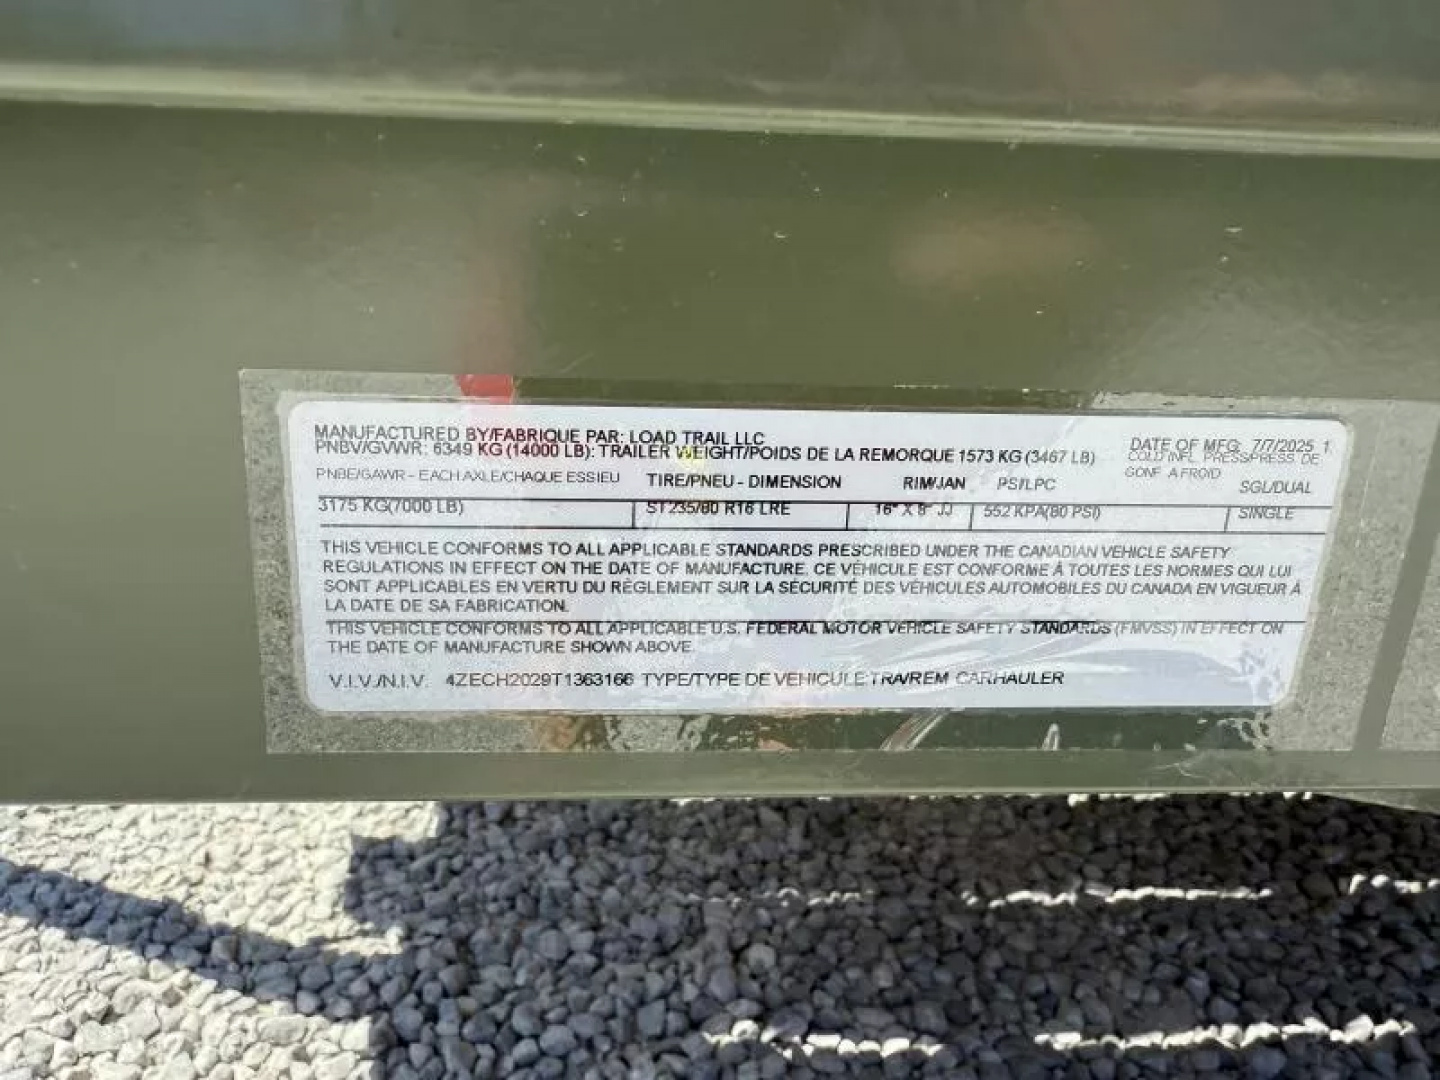 MANUFACTURED BY/FABRIQUE PAR: LOAD TRAIL LLC
DATE OF MFG: 7/7/2025 1
PNBV/GVWR: 6349 KG (14000 LB): TRAILER WEIGHT/POIDS DE LA REMORQUE 1573 KG (3467 LB)
COLD INFL. PRESS/PRESS. DE
GONF. A FROID
PNBE/GAWR - EACH AXLE/CHAQUE ESSIEU TIRE/PNEU - DIMENSION RIM/JAN PSI/LPC SGL/DUAL
3175 KG(7000 LB) ST235/80 R16 LRE 16" X 8" JJ 552 KPA(80 PSI) SINGLE
THIS VEHICLE CONFORMS TO ALL APPLICABLE STANDARDS PRESCRIBED UNDER THE CANADIAN VEHICLE SAFETY
REGULATIONS IN EFFECT ON THE DATE OF MANUFACTURE. CE VÉHICULE EST CONFORME À TOUTES LES NORMES QUI LUI
SONT APPLICABLES EN VERTU DU RÈGLEMENT SUR LA SÉCURITÉ DES VÉHICULES AUTOMOBILES DU CANADA EN VIGUEUR À
LA DATE DE SA FABRICATION.
THIS VEHICLE CONFORMS TO ALL APPLICABLE U.S. FEDERAL MOTOR VEHICLE SAFETY STANDARDS (FMVSS) IN EFFECT ON
THE DATE OF MANUFACTURE SHOWN ABOVE.
V.I.V./N.I.V. 4ZECH2029T1363166 TYPE/TYPE DE VEHICULE TRA/REM CARHAULER